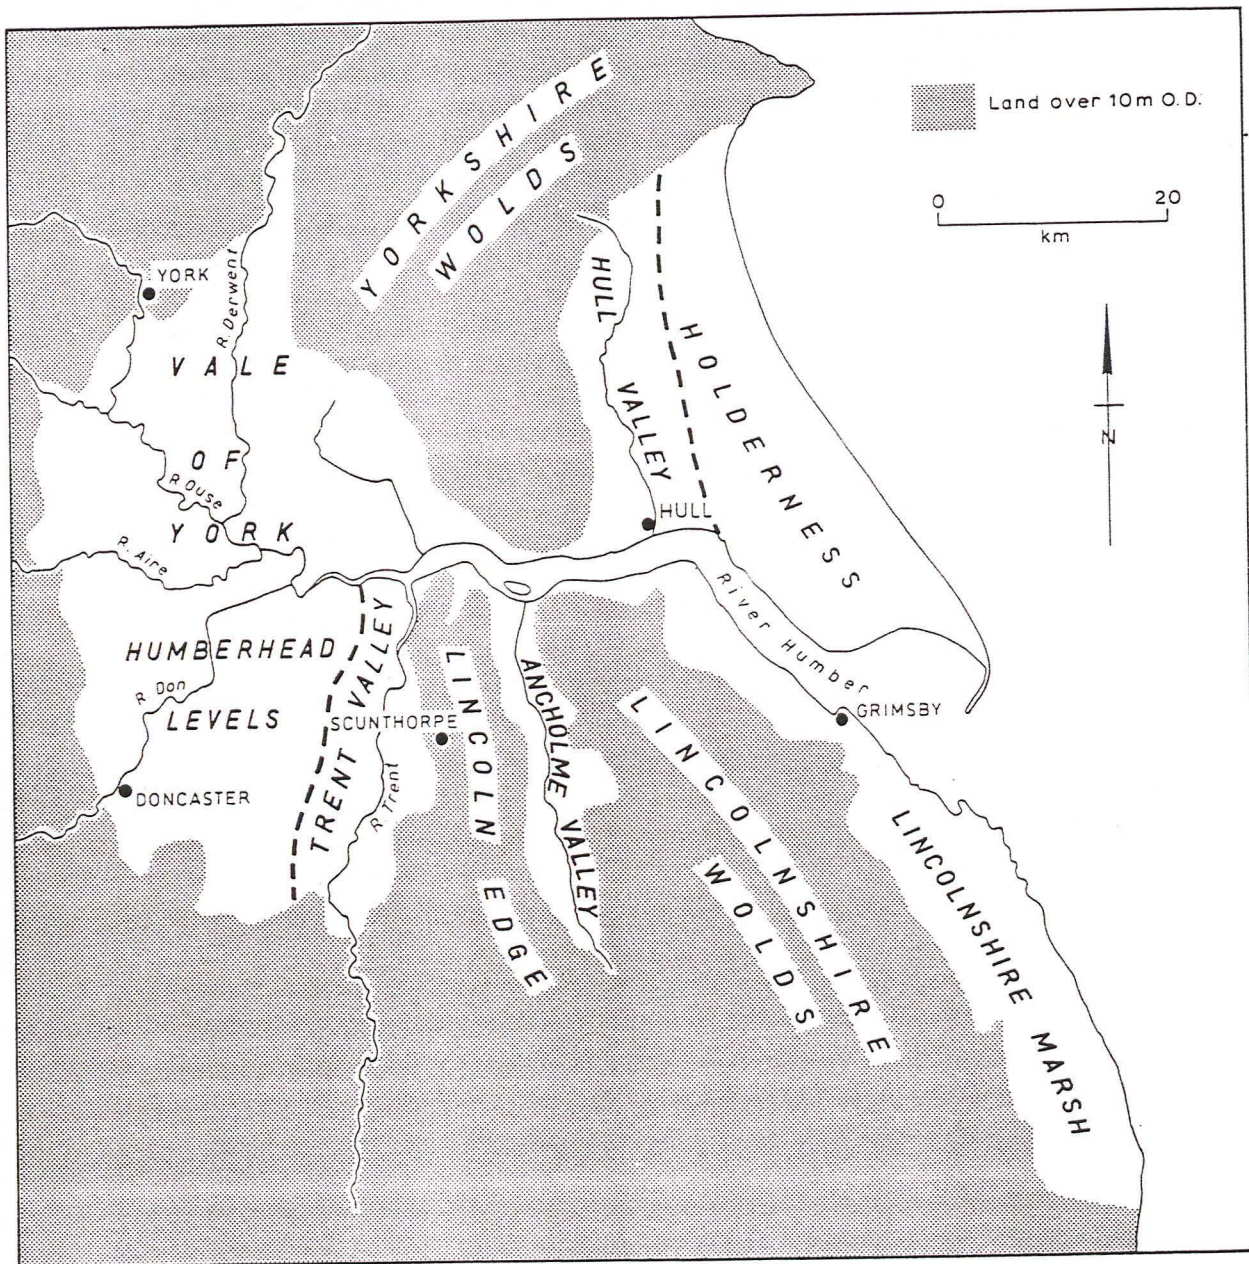 YORKSHIRE
WOLDS
Land over 10m O.D.
0 20
km
N
YORK
R. Derwent
VALE
OF
YORK
R Ouse
R. Aire
HULL
VALLEY
HOLDERNESS
HULL
River Humber
HUMBERHEAD
LEVELS
R Don
DONCASTER
TRENT VALLEY
SCUNTHORPE
R. Trent
LINCOLN
EDGE
ANCHOLME VALLEY
LINCOLNSHIRE
WOLDS
GRIMSBY
LINCOLNSHIRE MARSH